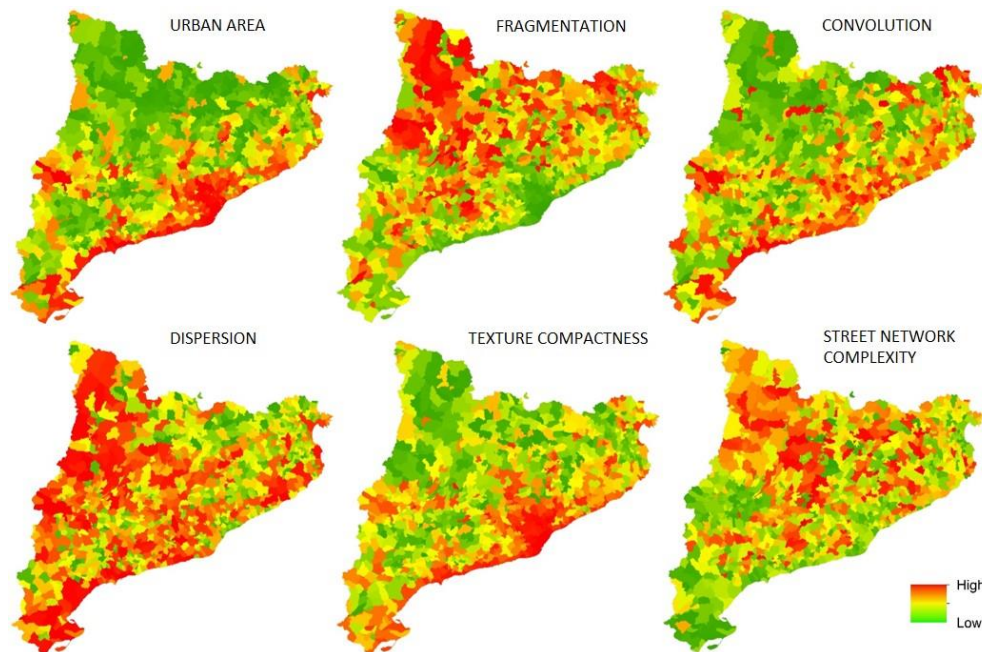 URBAN AREA
FRAGMENTATION
CONVOLUTION
DISPERSION
TEXTURE COMPACTNESS
STREET NETWORK
COMPLEXITY
High
Low